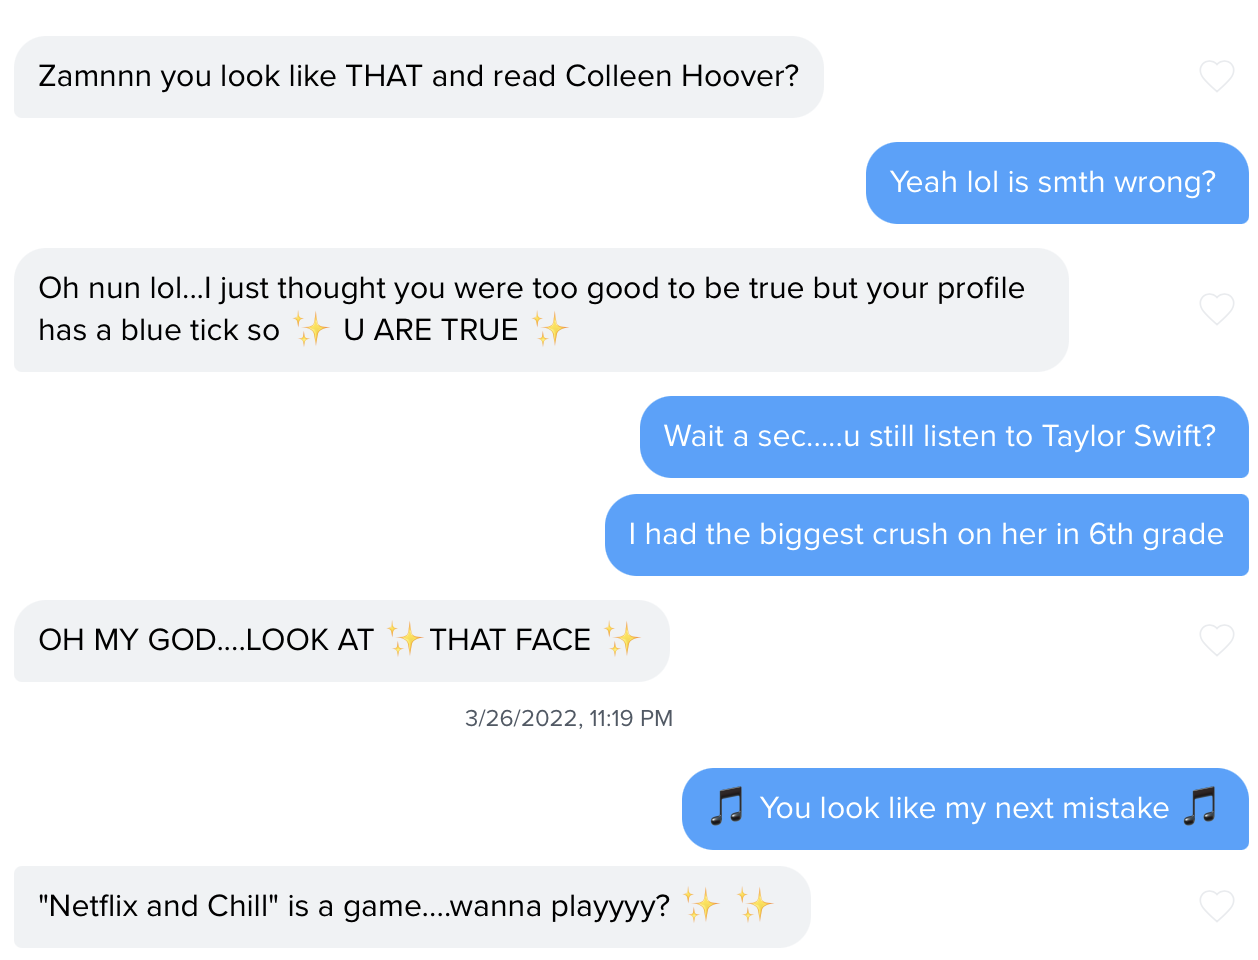 Zamnnn you look like THAT and read Colleen Hoover?
Yeah lol is smth wrong?
Oh nun lol...I just thought you were too good to be true but your profile
has a blue tick so ✨ U ARE TRUE ✨
Wait a sec.....u still listen to Taylor Swift?
I had the biggest crush on her in 6th grade
OH MY GOD....LOOK AT ✨ THAT FACE ✨
3/26/2022, 11:19 PM
🎵 You look like my next mistake 🎵
"Netflix and Chill" is a game....wanna playyyy? ✨ ✨